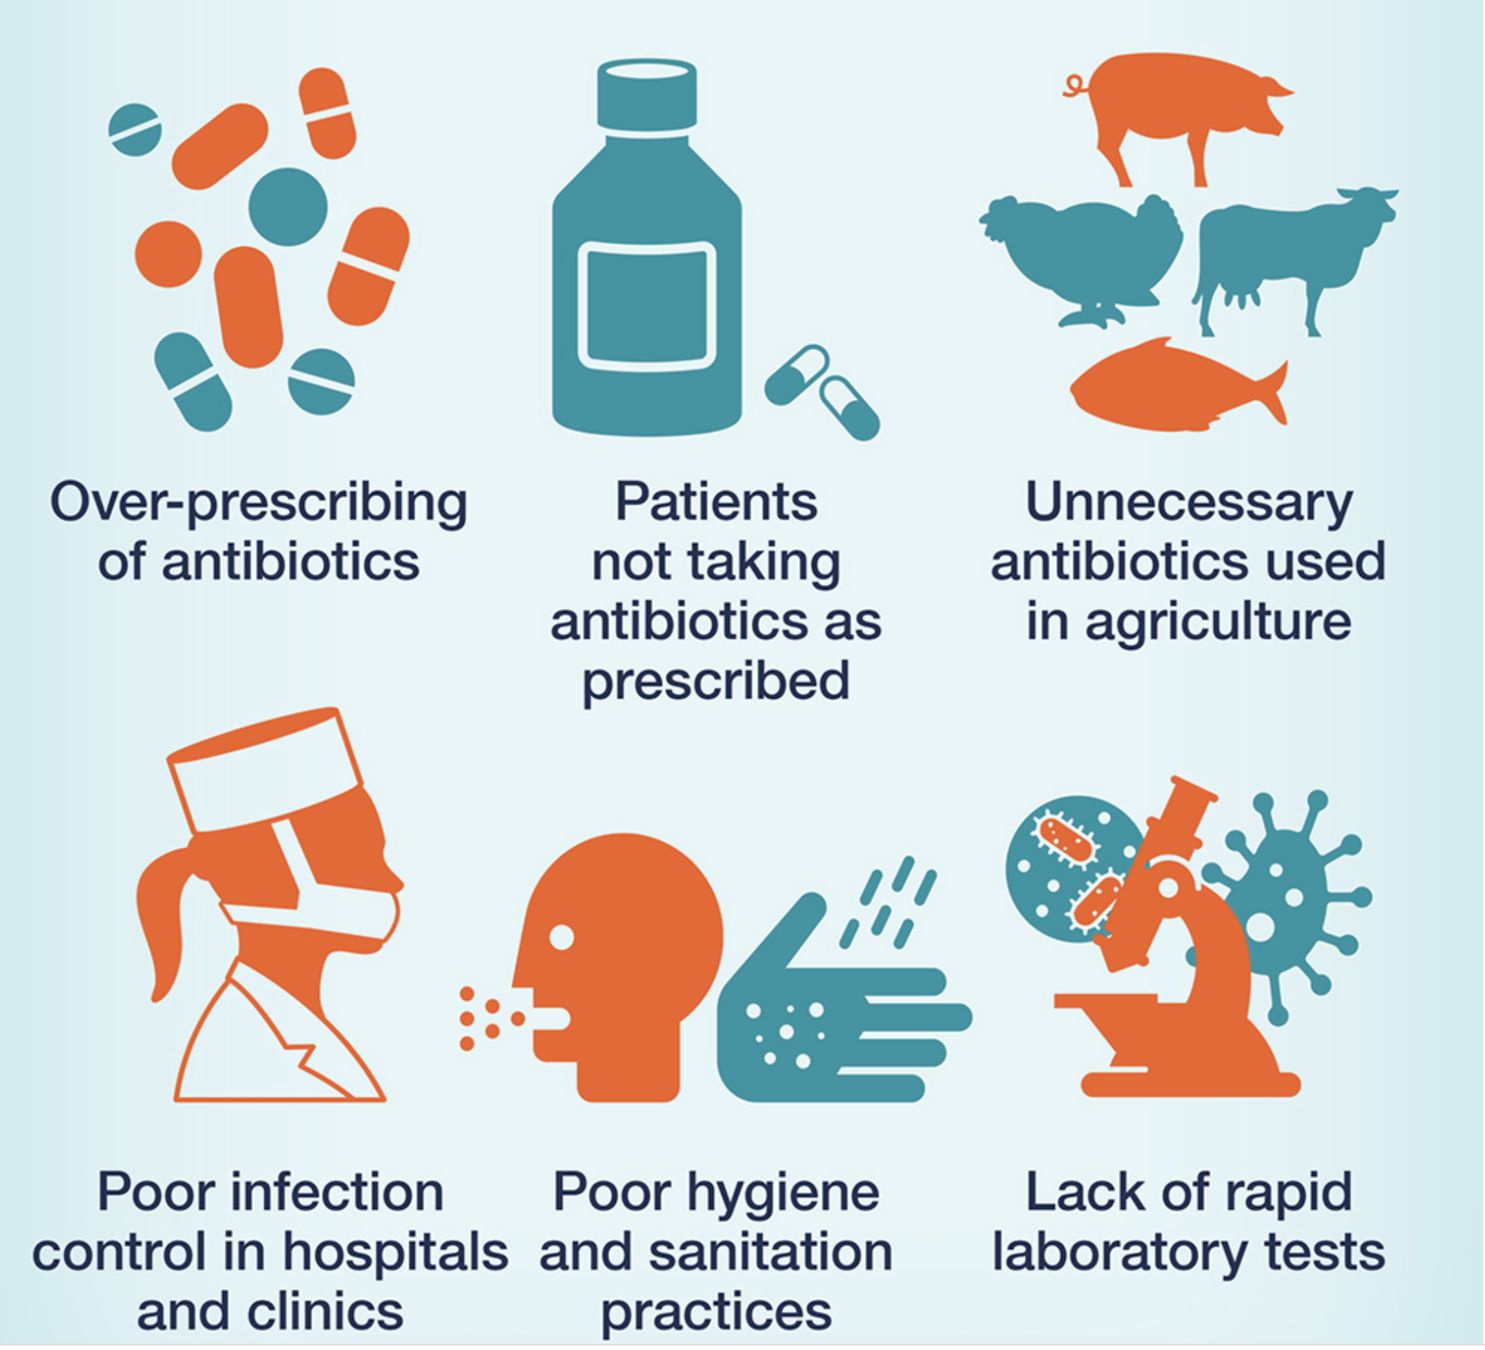 Over-prescribing
of antibiotics
Patients
not taking
antibiotics as
prescribed
Unnecessary
antibiotics used
in agriculture
Poor infection
control in hospitals
and clinics
Poor hygiene
and sanitation
practices
Lack of rapid
laboratory tests